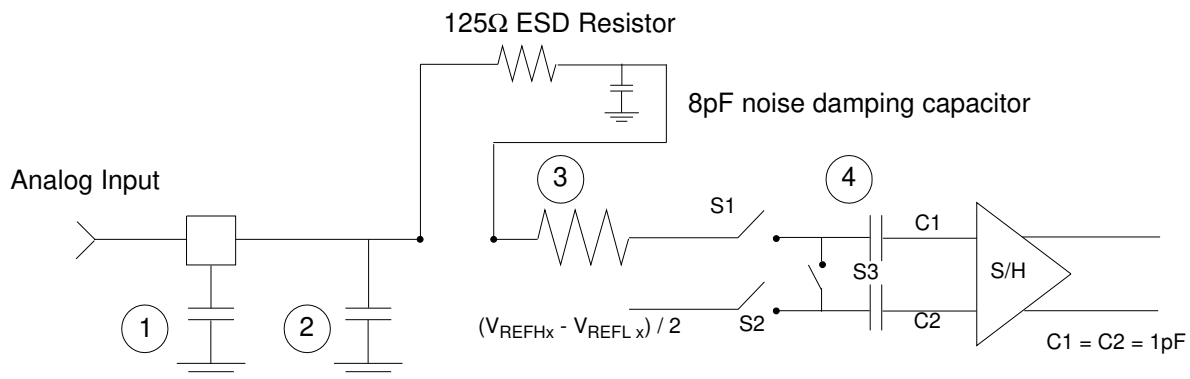 125Ω ESD Resistor
8pF noise damping capacitor
Analog Input
3
4
S1
C1
S3
S/H
1
2
(VREFHx - VREFL x) / 2
S2
C2
C1 = C2 = 1pF